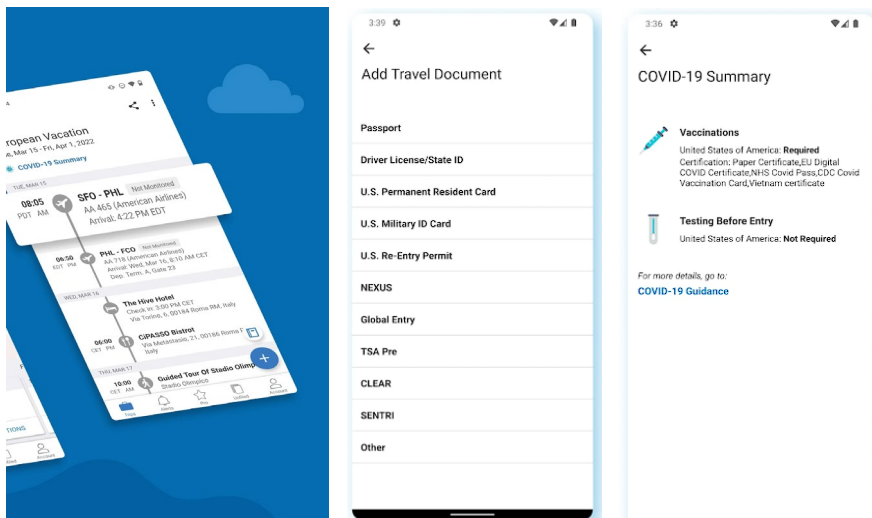 ropean Vacation
Mar 15 - Fri, Apr 1, 2022
COVID-19 Summary
TUE, MAR 15
08:05
PDT AM
SFO - PHL Not Monitored
AA 465 (American Airlines)
Arrival: 4:22 PM EDT
06:50
EDT PM
PHL - FCO Not Monitored
AA 718 (American Airlines)
Arrival: Wed, Mar 16, 8:10 AM CET
Dep. Term. A, Gate 23
WED, MAR 16
The Hive Hotel
Check In: 3:00 PM CET
Via Torino, 6, 00184 Roma RM, Italy
06:00
CET PM
CiPASSO Bistrot
Via Metastasio, 21, 00186 Roma
Italy
THU, MAR 17
10:00
CET AM
Guided Tour Of Stadio Olimp
Stadio Olimpico
Trips
Alerts
Pro
Unfiled
Account
TIONS
Account
3:39
Add Travel Document
Passport
Driver License/State ID
U.S. Permanent Resident Card
U.S. Military ID Card
U.S. Re-Entry Permit
NEXUS
Global Entry
TSA Pre
CLEAR
SENTRI
Other
3:36
COVID-19 Summary
Vaccinations
United States of America: Required
Certification: Paper Certificate,EU Digital
COVID Certificate,NHS Covid Pass,CDC Covid
Vaccination Card,Vietnam certificate
Testing Before Entry
United States of America: Not Required
For more details, go to:
COVID-19 Guidance